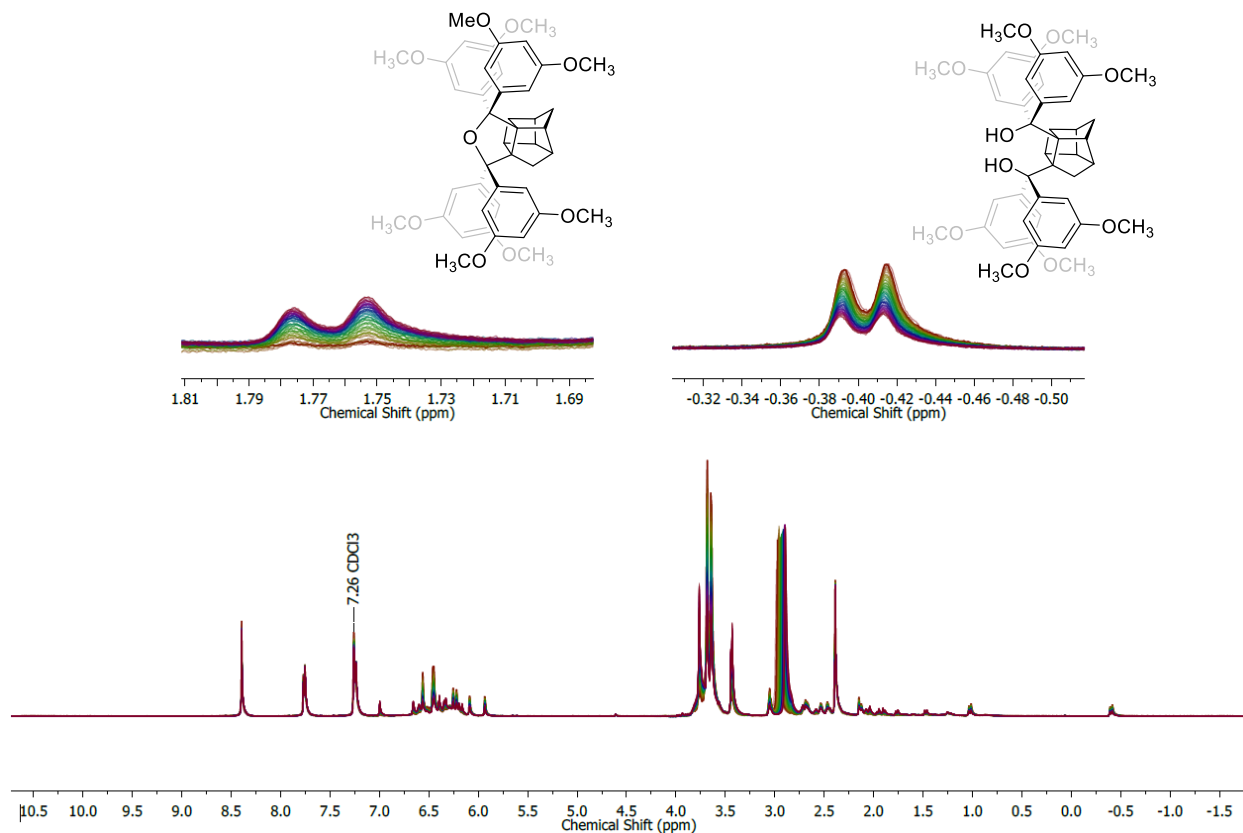 MeO
OCH3
H3CO
OCH3
O
OCH3
H3CO
H3CO
OCH3
H3CO
OCH3
H3CO
OCH3
HO
HO
OCH3
H3CO
H3CO
OCH3
1.81 1.79 1.77 1.75 1.73 1.71 1.69
Chemical Shift (ppm)
-0.32 -0.34 -0.36 -0.38 -0.40 -0.42 -0.44 -0.46 -0.48 -0.50
Chemical Shift (ppm)
7.26 CDCl3
10.5 10.0 9.5 9.0 8.5 8.0 7.5 7.0 6.5 6.0 5.5 5.0 4.5 4.0 3.5 3.0 2.5 2.0 1.5 1.0 0.5 0.0 -0.5 -1.0 -1.5
Chemical Shift (ppm)